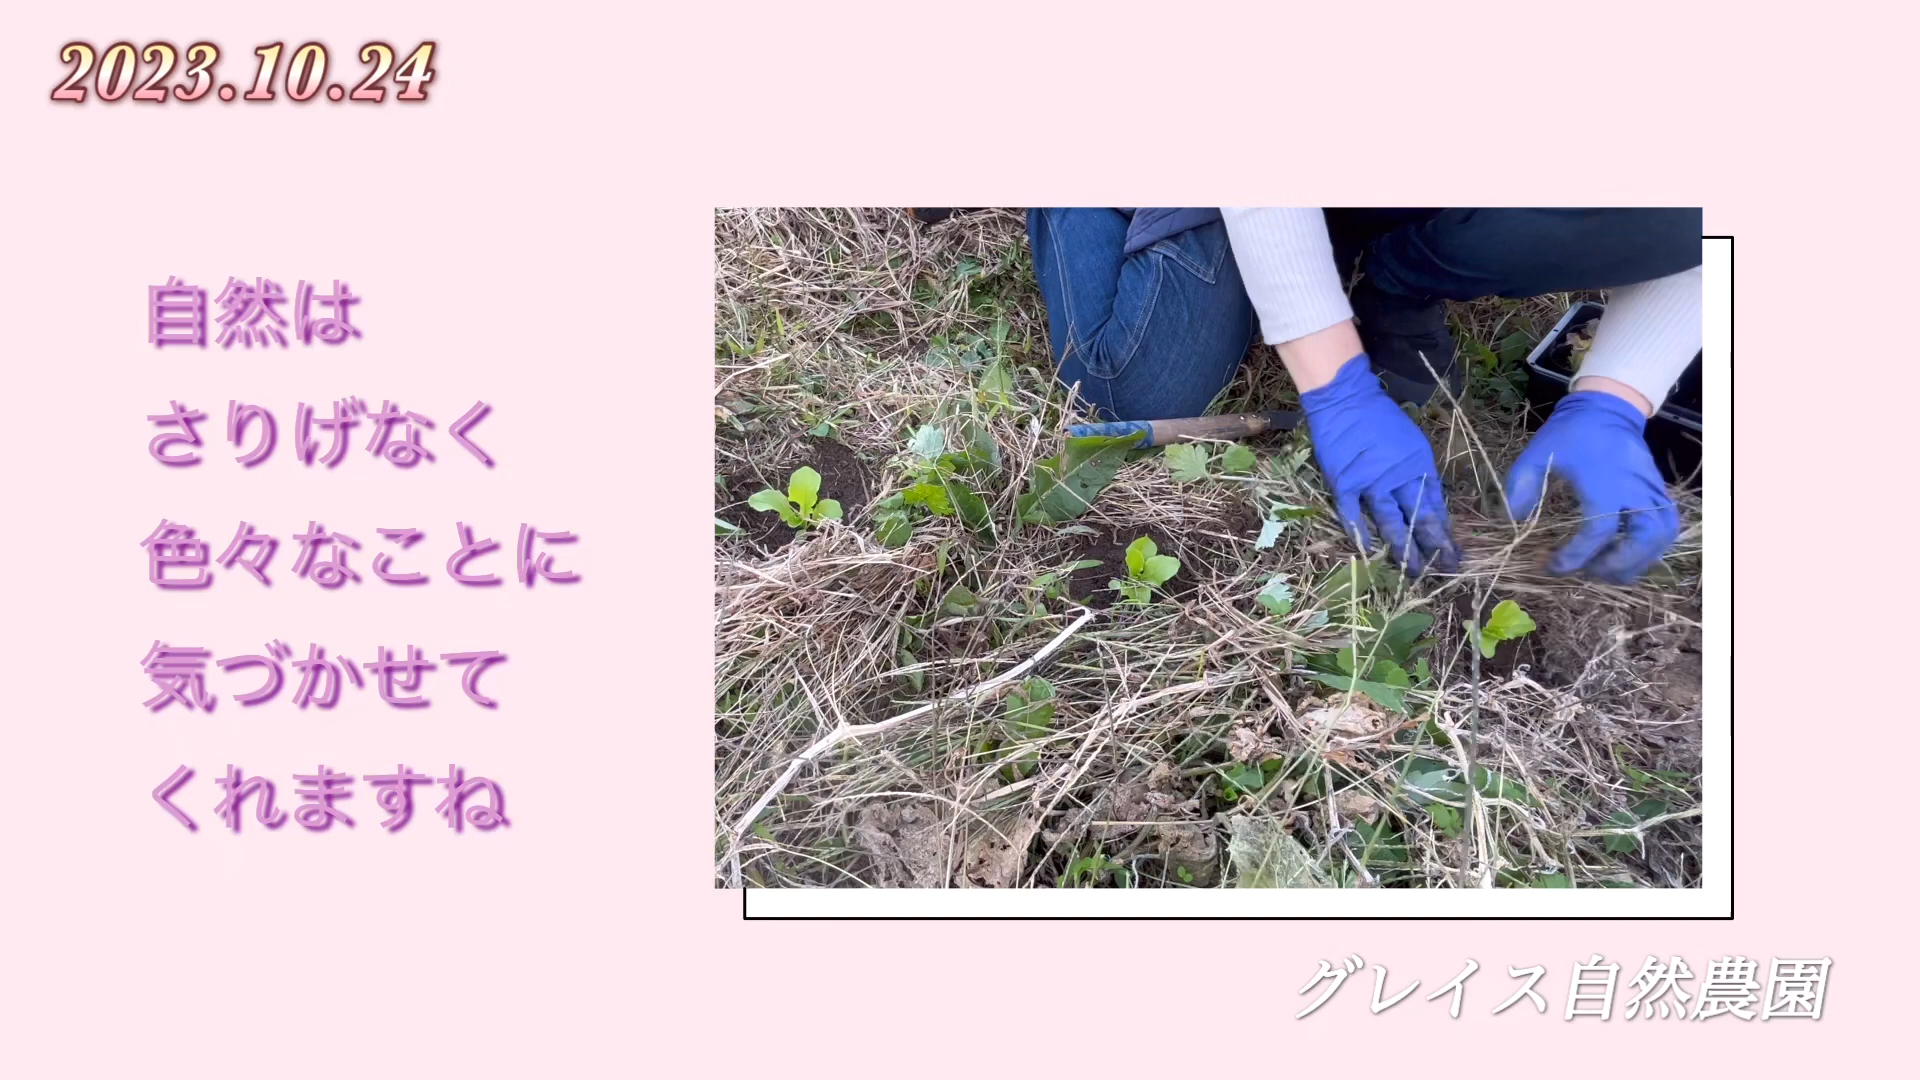 2023.10.24
自然は
さりげなく
色々なことに
気づかせて
くれますね
グレイス自然農園